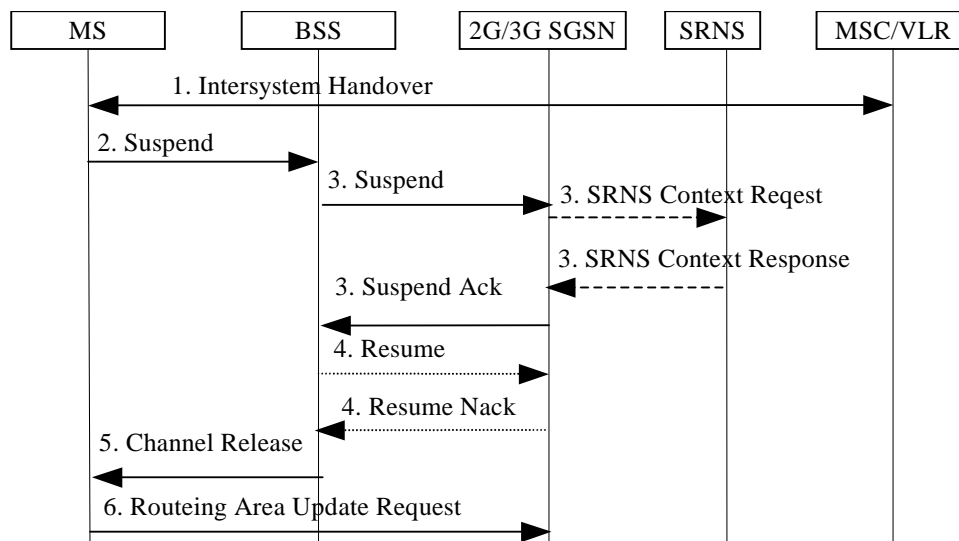 MS
BSS
2G/3G SGSN
SRNS
MSC/VLR
1. Intersystem Handover
2. Suspend
3. Suspend
3. SRNS Context Reqest
3. SRNS Context Response
3. Suspend Ack
4. Resume
4. Resume Nack
5. Channel Release
6. Routeing Area Update Request